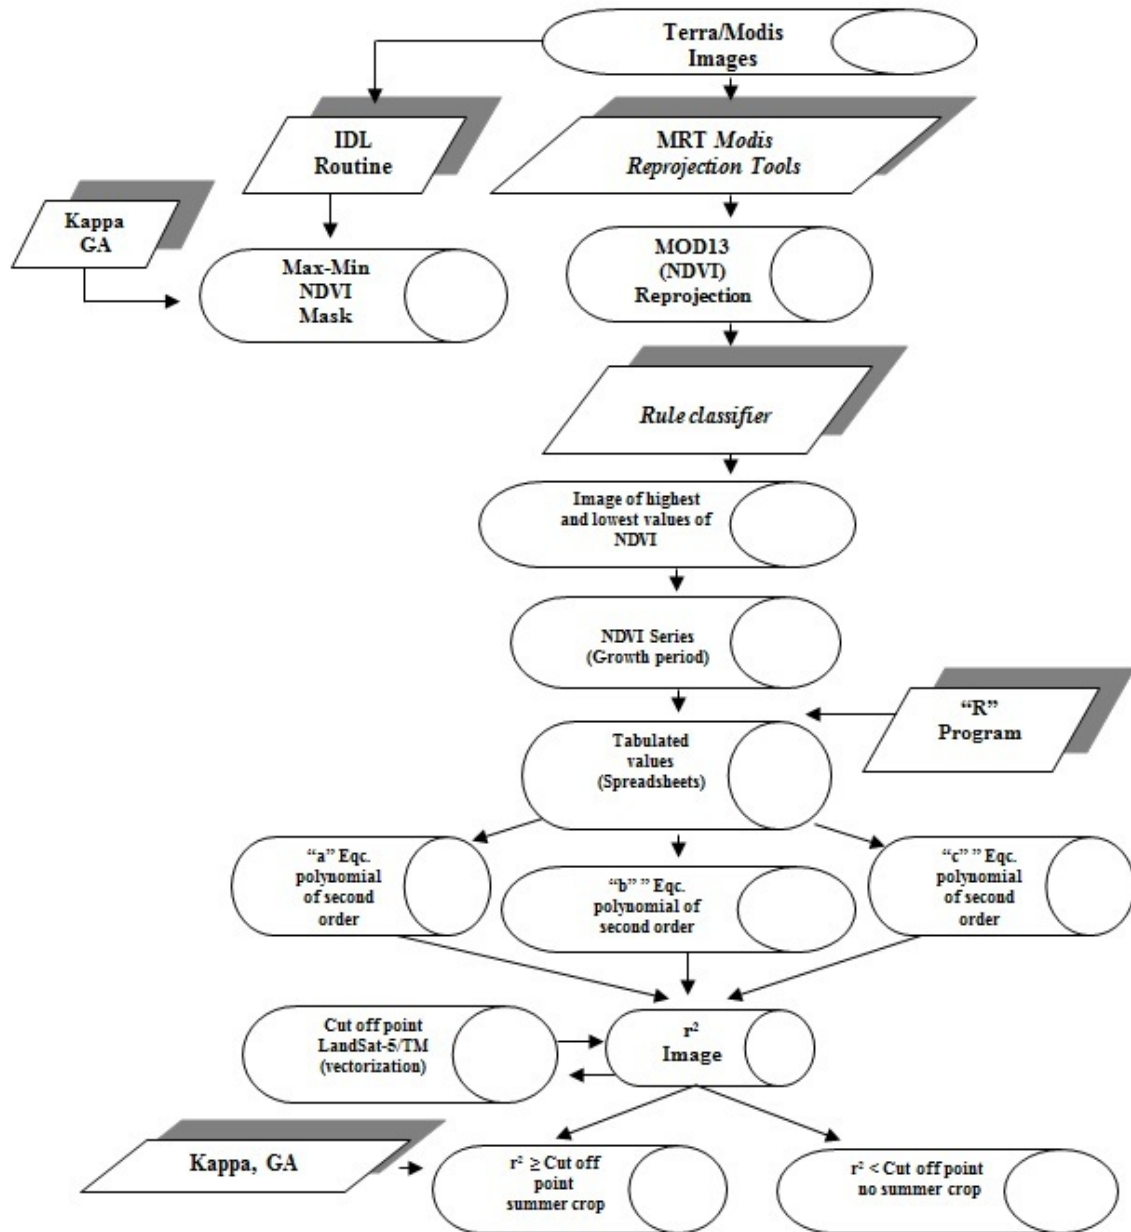 Terra/Modis
Images
IDL
Routine
MRT Modis
Reprojection Tools
Kappa
GA
Max-Min
NDVI
Mask
MOD13
(NDVI)
Reprojection
Rule classifier
Image of highest
and lowest values of
NDVI
NDVI Series
(Growth period)
“R”
Program
Tabulated
values
(Spreadsheets)
“a” Eqc.
polynomial
of second
order
“b” ” Eqc.
polynomial of
second order
“c” ” Eqc.
polynomial
of second
order
Cut off point
LandSat-5/TM
(vectorization)
r²
Image
Kappa, GA
r² ≥ Cut off
point
summer crop
r² < Cut off point
no summer crop